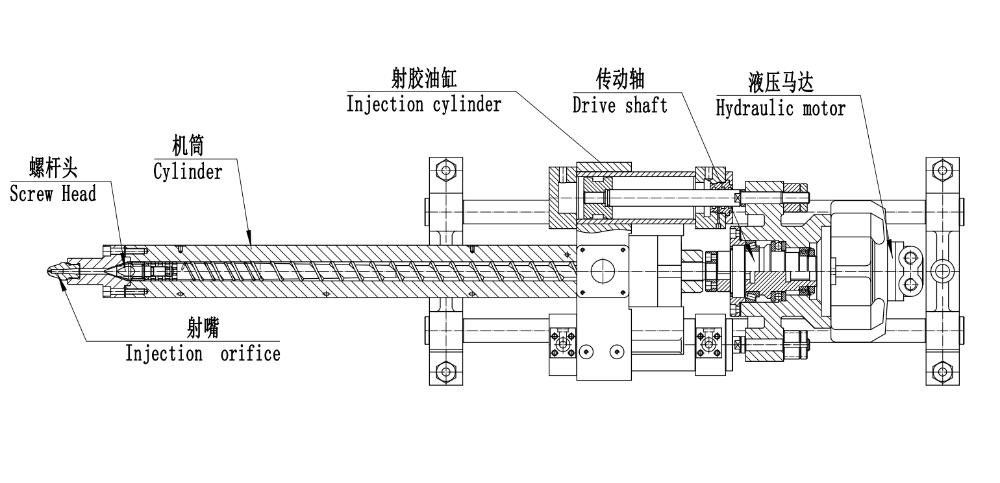 射胶油缸
Injection cylinder
传动轴
Drive shaft
液压马达
Hydraulic motor
机筒
Cylinder
螺杆头
Screw Head
射嘴
Injection orifice